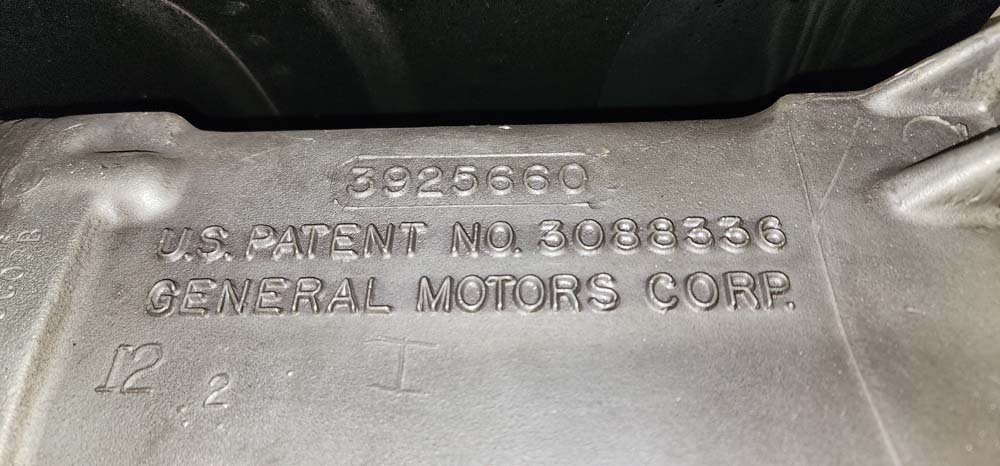 3925660
U.S. PATENT NO. 3088336
GENERAL MOTORS CORP.
12
2
I